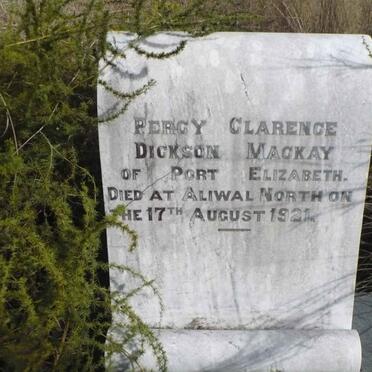 PERCY CLARENCE
DICKSON MACKAY
OF PORT ELIZABETH.
DIED AT ALIWAL NORTH ON
HE 17TH AUGUST 1921.